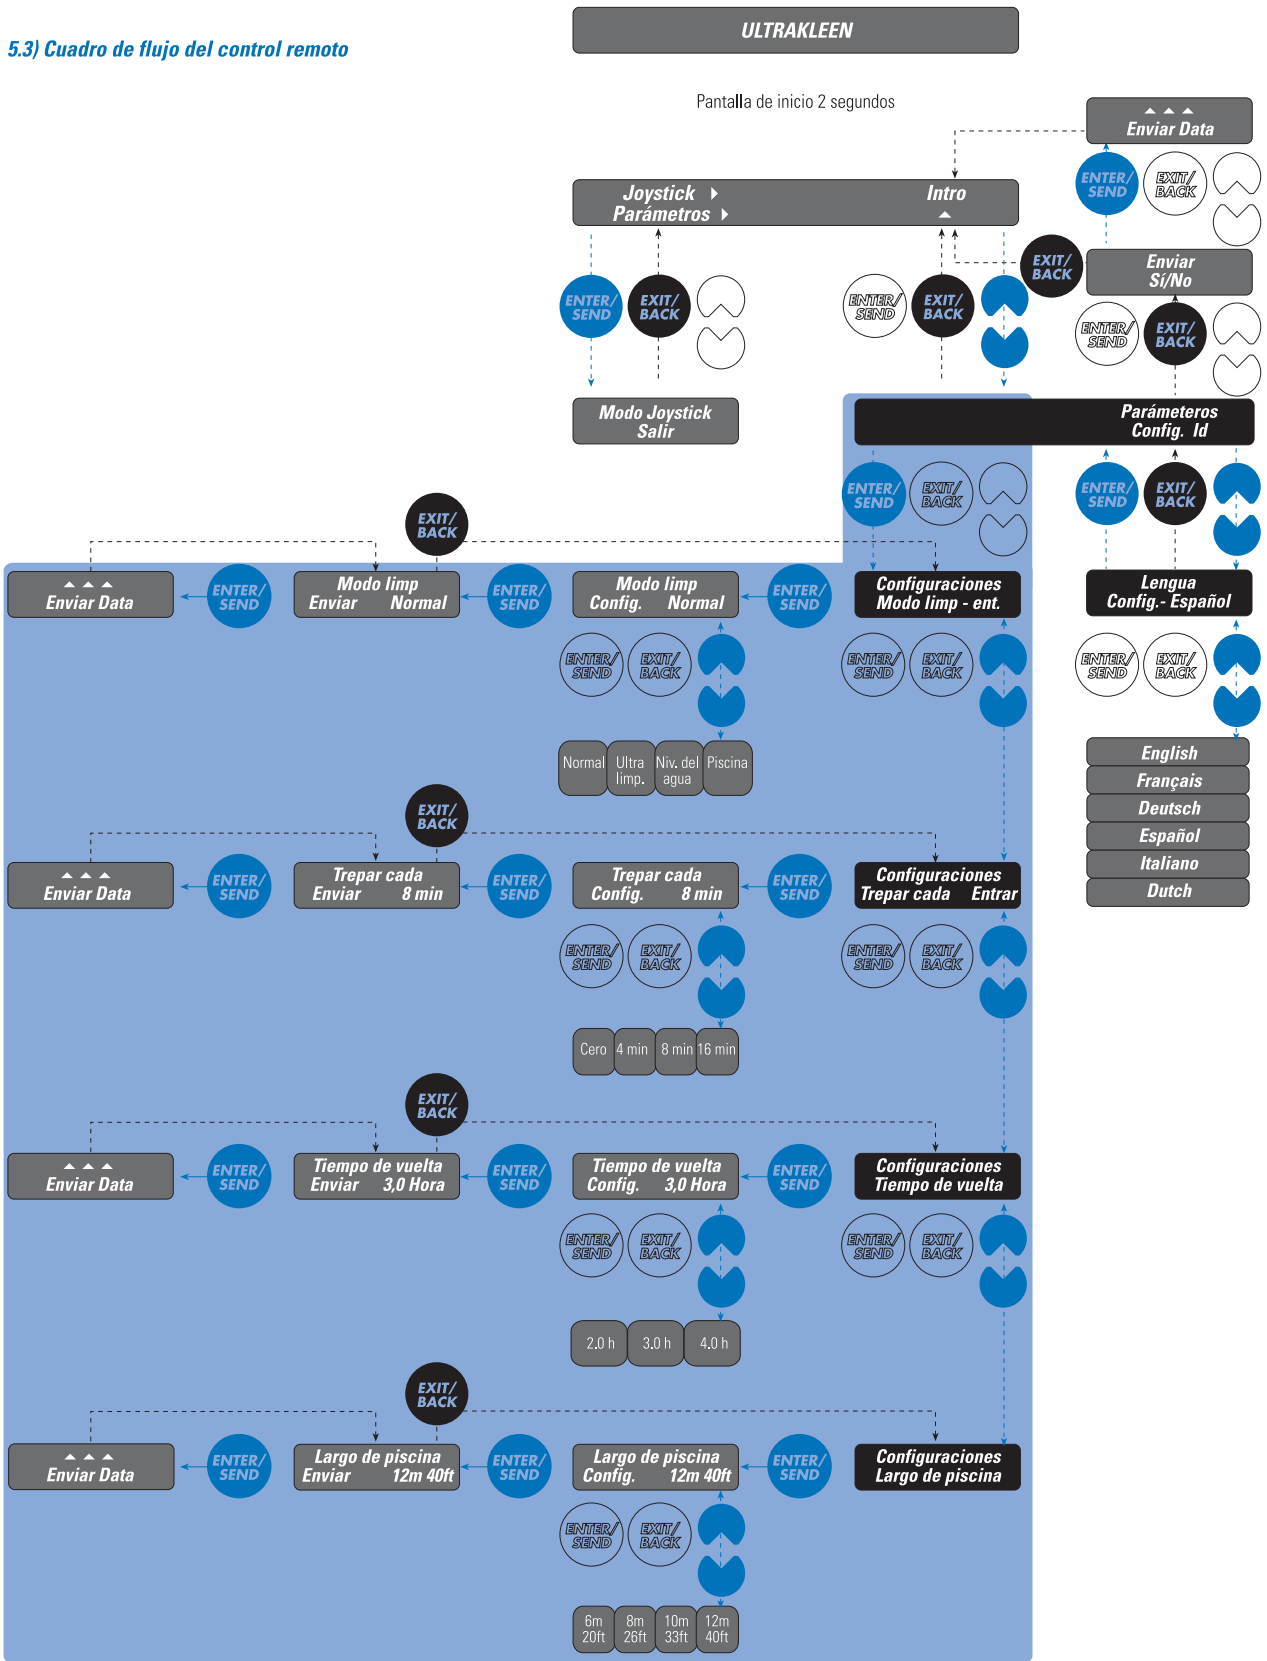 5.3) Cuadro de flujo del control remoto
ULTRAKLEEN
Pantalla de inicio 2 segundos
Enviar Data
ENTER/
SEND
EXIT/
BACK
Joystick
Parámetros
Intro
EXIT/
BACK
Enviar
Sí/No
ENTER/
SEND
EXIT/
BACK
ENTER/
SEND
EXIT/
BACK
ENTER/
SEND
EXIT/
BACK
Modo Joystick
Salir
Parámeteros
Config. Id
ENTER/
SEND
EXIT/
BACK
ENTER/
SEND
EXIT/
BACK
EXIT/
BACK
Enviar Data
ENTER/
SEND
Modo limp
Enviar Normal
ENTER/
SEND
Modo limp
Config. Normal
ENTER/
SEND
Configuraciones
Modo limp - ent.
Lengua
Config.- Español
ENTER/
SEND
EXIT/
BACK
ENTER/
SEND
EXIT/
BACK
ENTER/
SEND
EXIT/
BACK
Normal
Ultra
limp.
Niv. del
agua
Piscina
English
Français
Deutsch
Español
Italiano
Dutch
EXIT/
BACK
Enviar Data
ENTER/
SEND
Trepar cada
Enviar 8 min
ENTER/
SEND
Trepar cada
Config. 8 min
ENTER/
SEND
Configuraciones
Trepar cada Entrar
ENTER/
SEND
EXIT/
BACK
ENTER/
SEND
EXIT/
BACK
Cero
4 min
8 min
16 min
EXIT/
BACK
Enviar Data
ENTER/
SEND
Tiempo de vuelta
Enviar 3,0 Hora
ENTER/
SEND
Tiempo de vuelta
Config. 3,0 Hora
ENTER/
SEND
Configuraciones
Tiempo de vuelta
ENTER/
SEND
EXIT/
BACK
ENTER/
SEND
EXIT/
BACK
2.0 h
3.0 h
4.0 h
EXIT/
BACK
Enviar Data
ENTER/
SEND
Largo de piscina
Enviar 12m 40ft
ENTER/
SEND
Largo de piscina
Config. 12m 40ft
ENTER/
SEND
Configuraciones
Largo de piscina
ENTER/
SEND
EXIT/
BACK
6m
20ft
8m
26ft
10m
33ft
12m
40ft